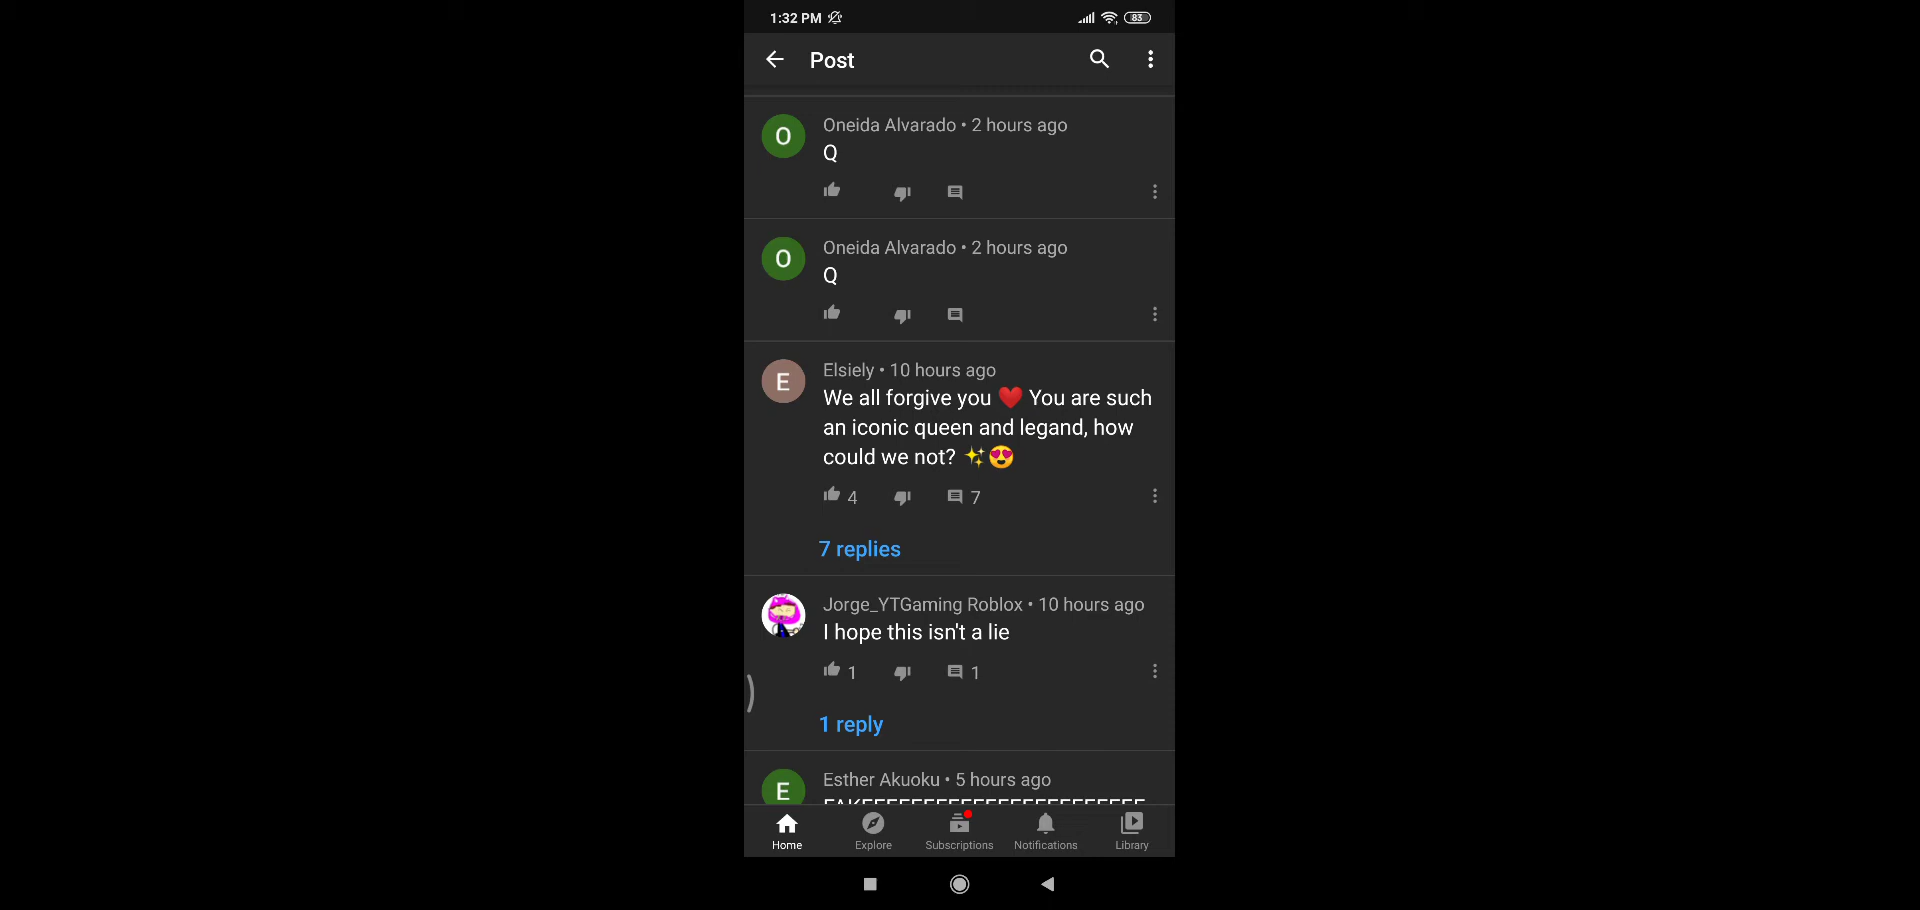 1:32 PM 83
Post
O
Oneida Alvarado • 2 hours ago
Q
O
Oneida Alvarado • 2 hours ago
Q
E
Elsiely • 10 hours ago
We all forgive you ❤️ You are such
an iconic queen and legand, how
could we not? ✨😍
4 7
7 replies
Jorge_YTGaming Roblox • 10 hours ago
I hope this isn't a lie
1 1
1 reply
E
Esther Akuoku • 5 hours ago
Home Explore Subscriptions Notifications Library